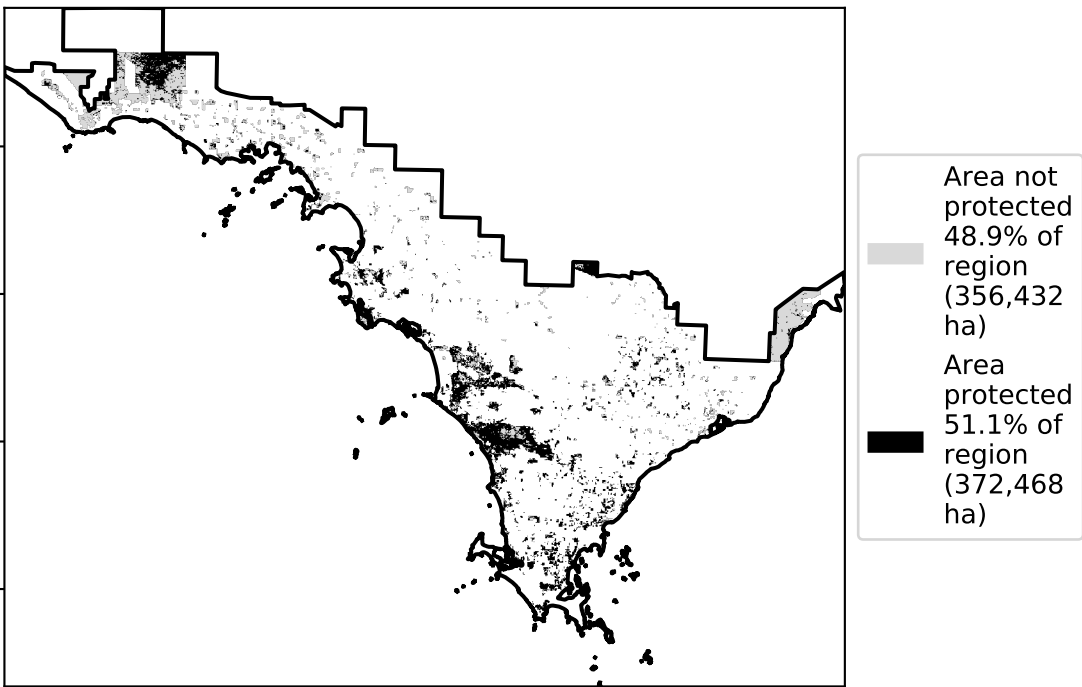 Area not
protected
48.9% of
region
(356,432
ha)
Area
protected
51.1% of
region
(372,468
ha)